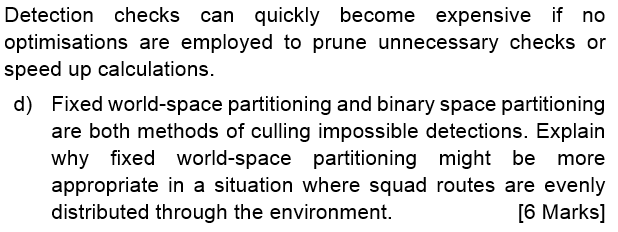 Detection checks can quickly become expensive if no
optimisations are employed to prune unnecessary checks or
speed up calculations.
d) Fixed world-space partitioning and binary space partitioning
are both methods of culling impossible detections. Explain
why fixed world-space partitioning might be more
appropriate in a situation where squad routes are evenly
distributed through the environment. [6 Marks]